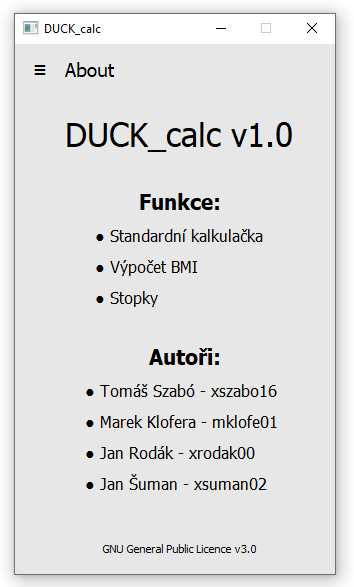 DUCK_calc
≡ About
DUCK_calc v1.0
Funkce:
● Standardní kalkulačka
● Výpočet BMI
● Stopky
Autoři:
● Tomáš Szabó - xszabo16
● Marek Klofera - mklofe01
● Jan Rodák - xrodak00
● Jan Šuman - xsuman02
GNU General Public Licence v3.0